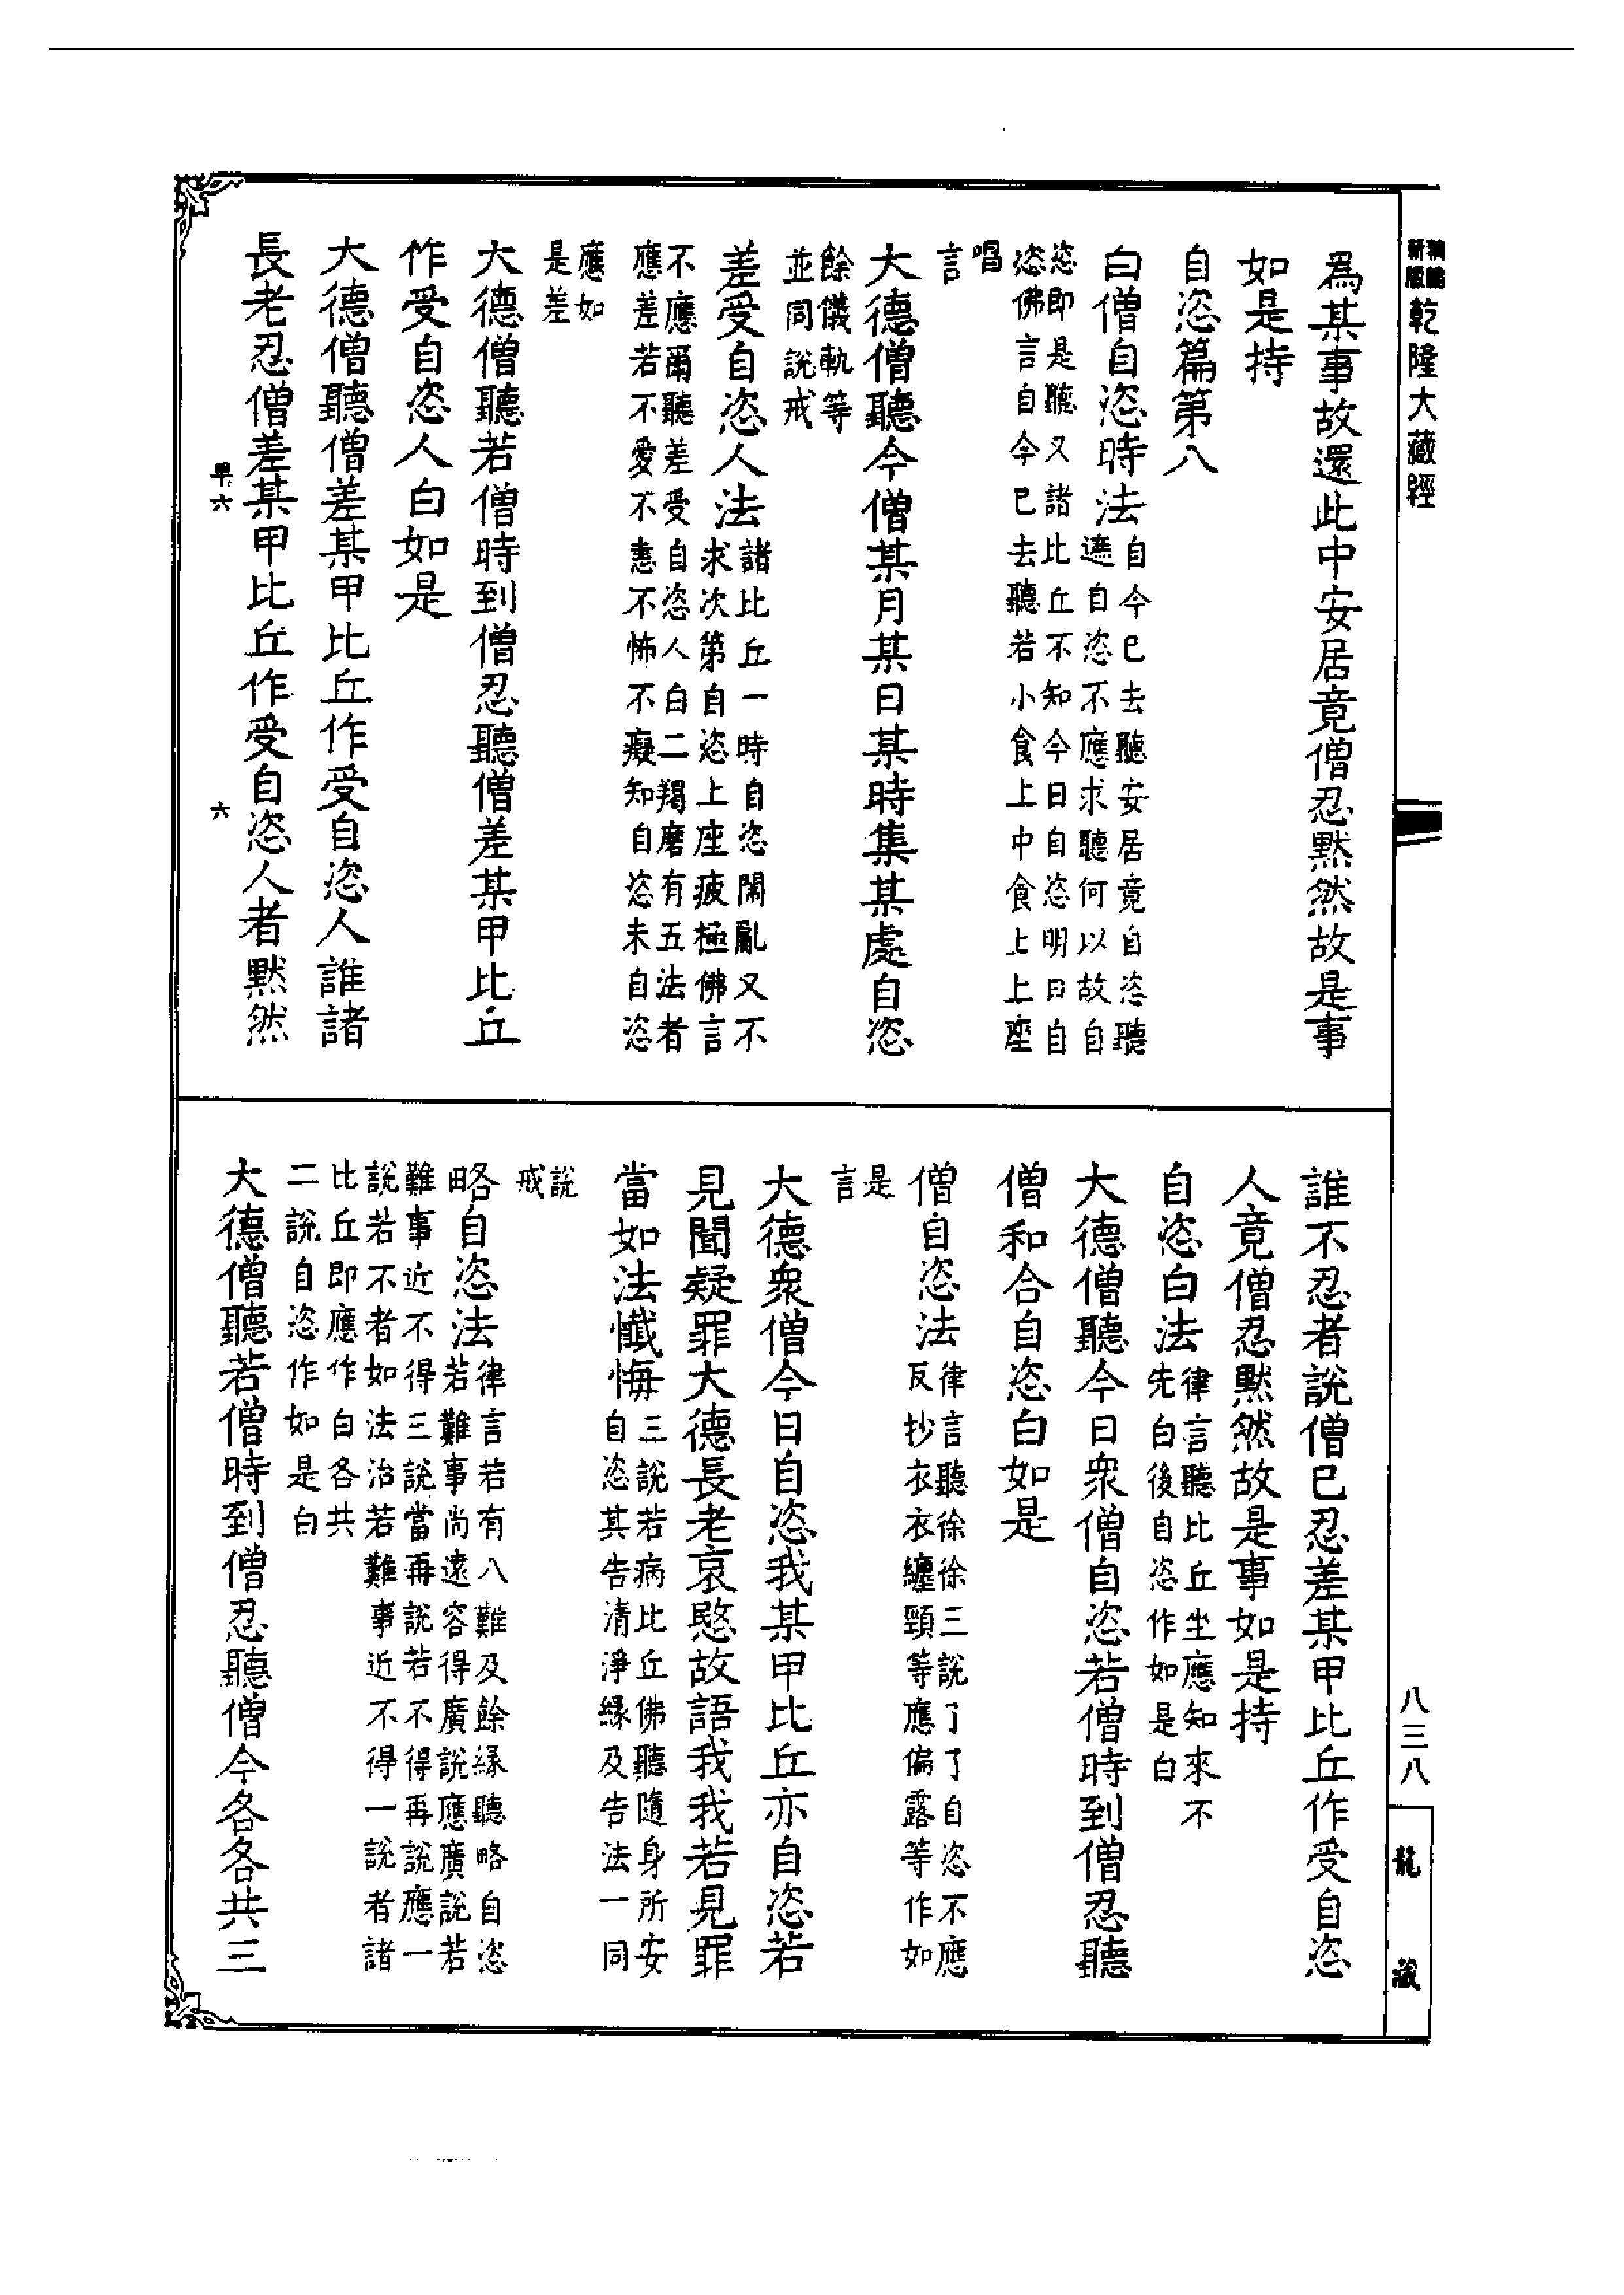 新版
乾隆大藏經
為某事故還此中安居竟僧忍黙然故是事
如是持
自恣篇第八
白僧自恣時法自今巳去聽安居竟自恣聽
遮自恣不應求聽何以故自
恣即是聽又諸比丘不知今日自恣明日自
恣佛言自今巳去聽若小食上中食上上座
唱
言
大德僧聽今僧某月某日某時集某處自恣
餘儀軌等
並同說戒
差受自恣人法諸比丘一時自恣閙亂又不
求次第自恣上座疲極佛言
不應爾聽差受自恣人白二羯磨有五法者
應差若不愛不恚不怖不癡知自恣未自恣
應如
是差
大德僧聽若僧時到僧忍聽僧差某甲比丘
作受自恣人白如是
大德僧聽僧差某甲比丘作受自恣人誰諸
長老忍僧差某甲比丘作受自恣人者黙然
六
六
誰不忍者說僧已忍差某甲比丘作受自恣
人竟僧忍黙然故是事如是持
自恣白法律言聽比丘坐應知來不
先白後自恣作如是白
大德僧聽今日衆僧自恣若僧時到僧忍聽
僧和合自恣白如是
僧自恣法律言聽徐徐三說了了自恣不應
反抄衣衣纏頸等應偏露等作如
是
言
大德衆僧今日自恣我某甲比丘亦自恣若
見聞疑罪大德長老哀愍故語我我若見罪
當如法懺悔三說若病比丘佛聽隨身所安
自恣其告清淨緣及告法一同
說
戒
略自恣法律言若有八難及餘緣聽略自恣
若難事尚遠容得廣說應廣說若
難事近不得三說當再說若不得再說應一
說若不者如法治若難事近不得一說者諸
比丘即應作白各共
二說自恣作如是白
大德僧聽若僧時到僧忍聽僧今各各共三
八三八
龍藏